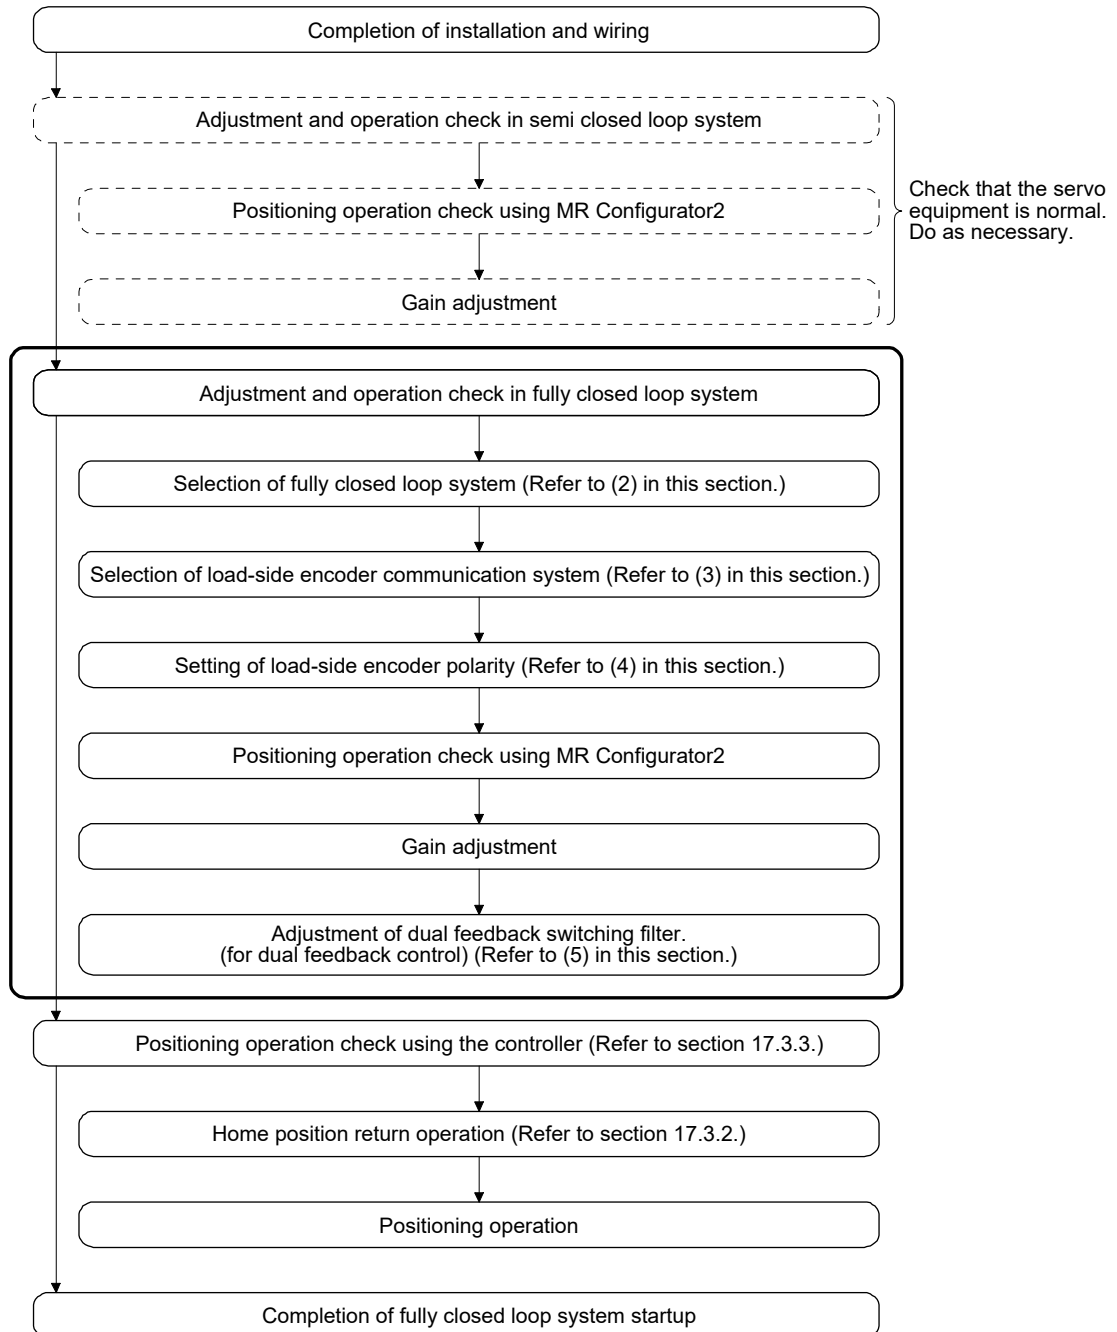 Completion of installation and wiring
Adjustment and operation check in semi closed loop system
Positioning operation check using MR Configurator2
Gain adjustment
Check that the servo
equipment is normal.
Do as necessary.
Adjustment and operation check in fully closed loop system
Selection of fully closed loop system (Refer to (2) in this section.)
Selection of load-side encoder communication system (Refer to (3) in this section.)
Setting of load-side encoder polarity (Refer to (4) in this section.)
Positioning operation check using MR Configurator2
Gain adjustment
Adjustment of dual feedback switching filter.
(for dual feedback control) (Refer to (5) in this section.)
Positioning operation check using the controller (Refer to section 17.3.3.)
Home position return operation (Refer to section 17.3.2.)
Positioning operation
Completion of fully closed loop system startup